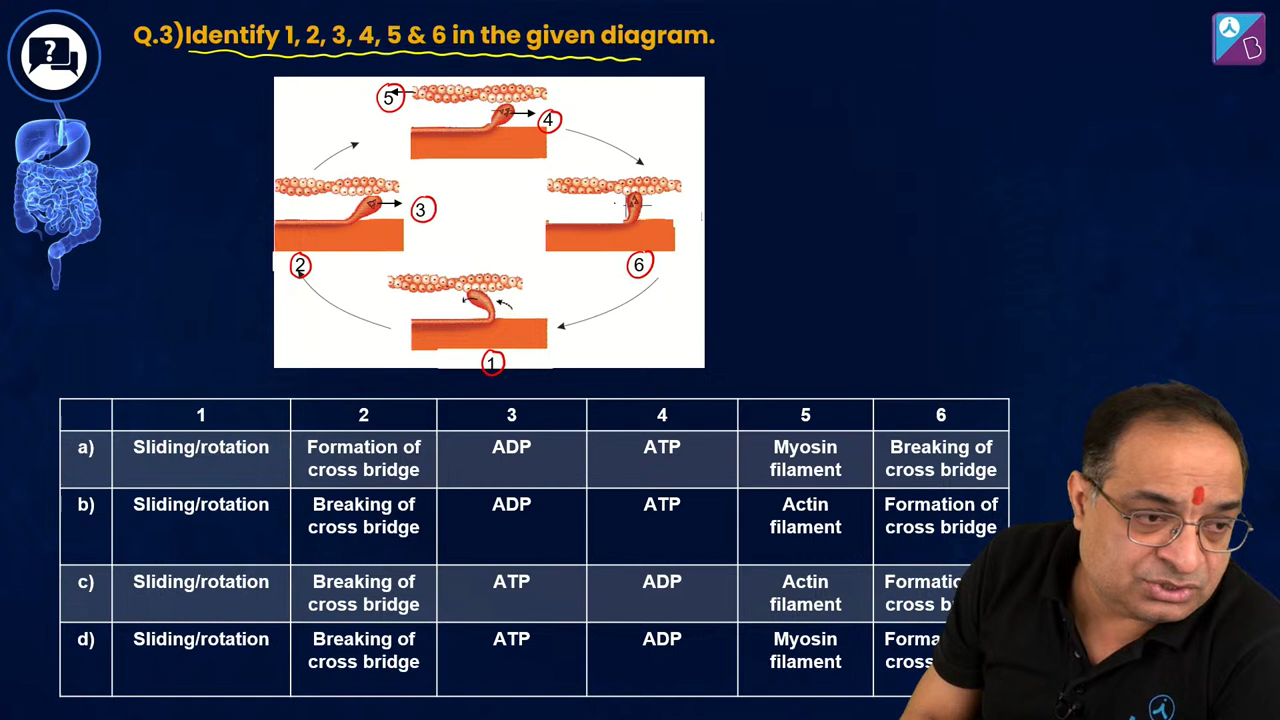 ?
Q.3)Identify 1, 2, 3, 4, 5 & 6 in the given diagram.
B
5
4
3
2
6
1
1 2 3 4 5 6
a) Sliding/rotation Formation of cross bridge ADP ATP Myosin filament Breaking of cross bridge
b) Sliding/rotation Breaking of cross bridge ADP ATP Actin filament Formation of cross bridge
c) Sliding/rotation Breaking of cross bridge ATP ADP Actin filament
d) Sliding/rotation Breaking of cross bridge ATP ADP Myosin filament